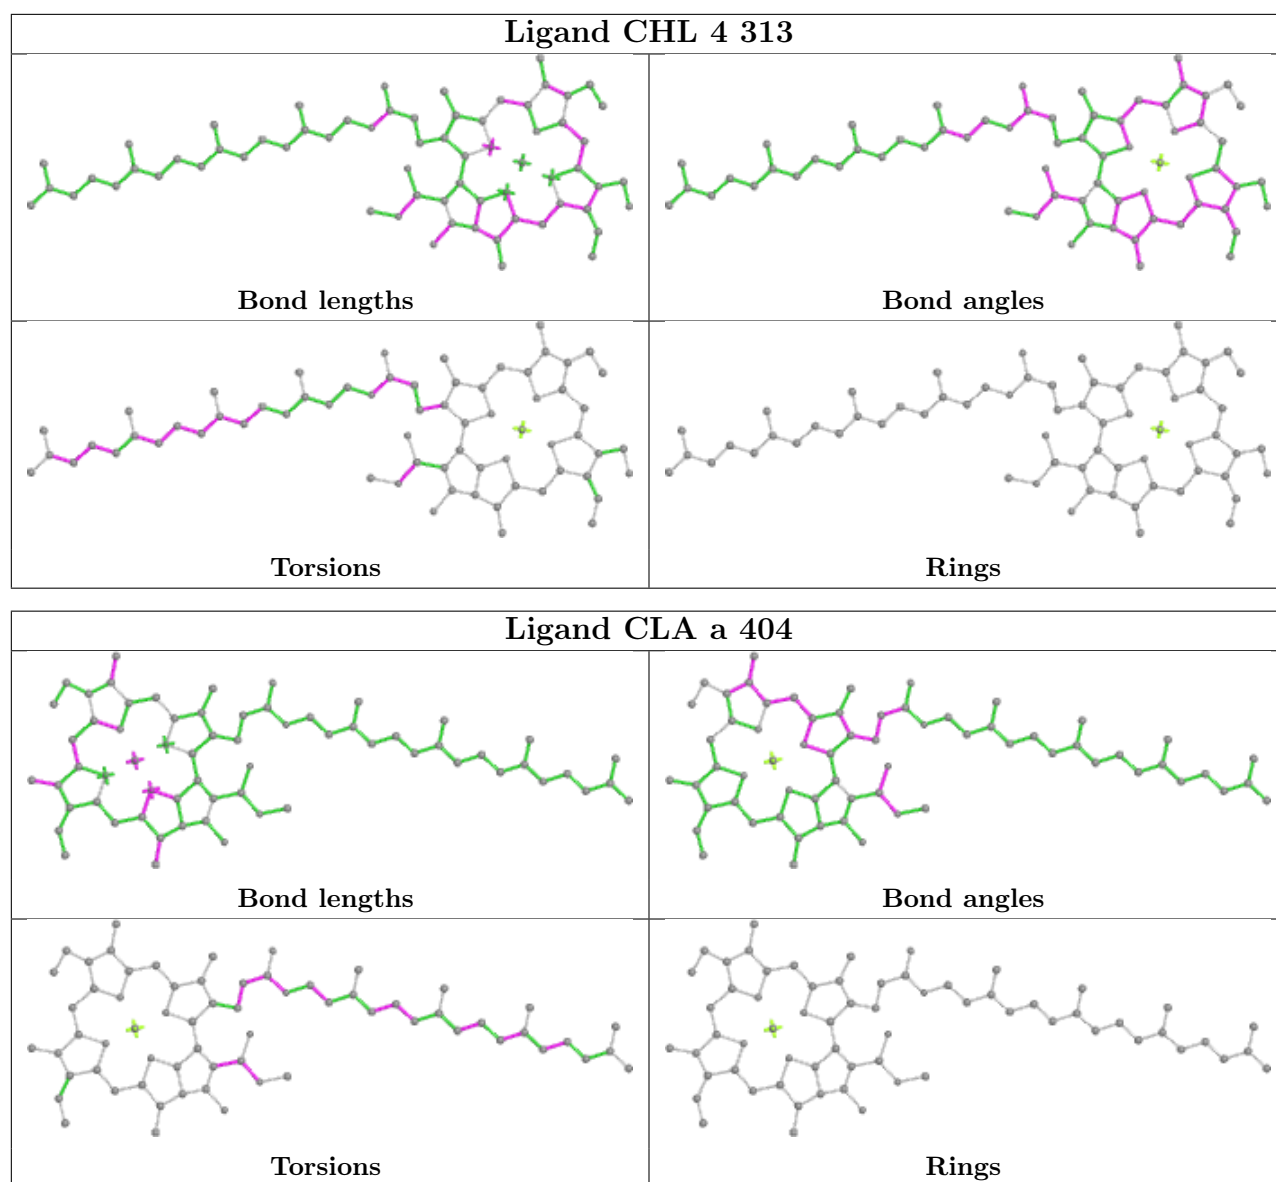 Ligand CHL 4 313
Bond lengths
Bond angles
Torsions
Rings
Ligand CLA a 404
Bond lengths
Bond angles
Torsions
Rings